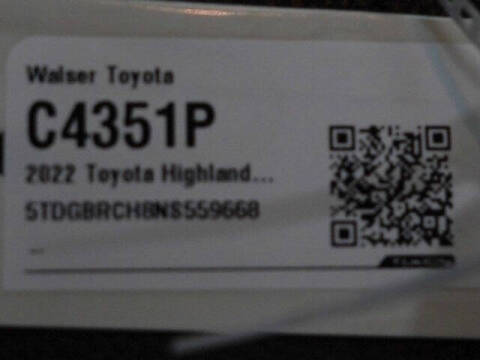 Walser Toyota
C4351P
2022 Toyota Highland...
5TDGBRCH8NS559668
--